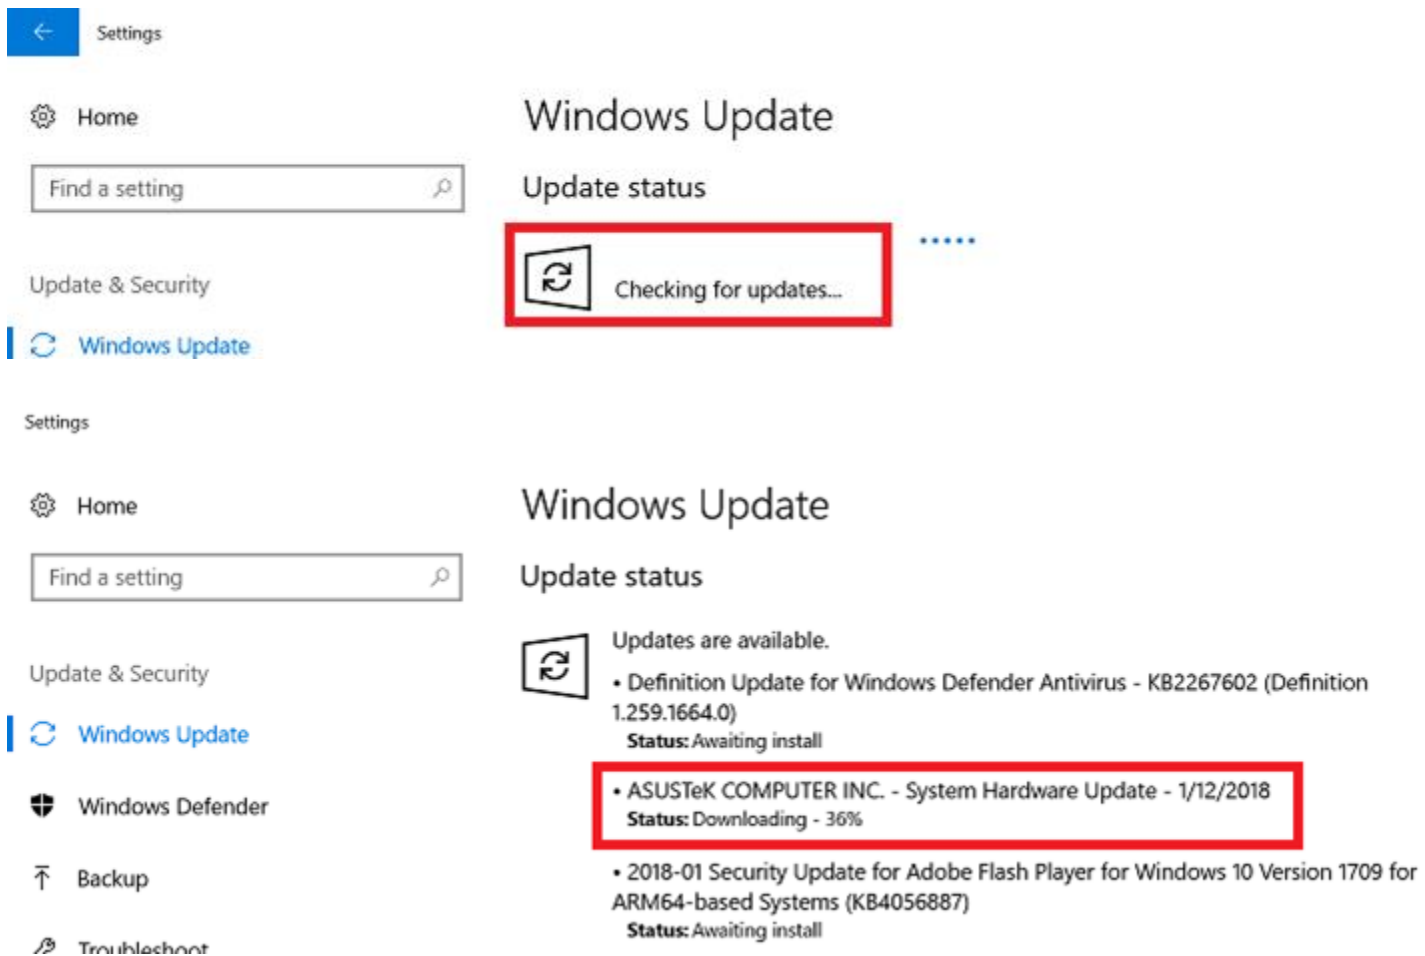 Settings
Home
Find a setting
Update & Security
Windows Update
Windows Update
Update status
Checking for updates...
Settings
Home
Find a setting
Update & Security
Windows Update
Windows Defender
Backup
Troubleshoot
Windows Update
Update status
Updates are available.
• Definition Update for Windows Defender Antivirus - KB2267602 (Definition
1.259.1664.0)
Status: Awaiting install
• ASUSTeK COMPUTER INC. - System Hardware Update - 1/12/2018
Status: Downloading - 36%
• 2018-01 Security Update for Adobe Flash Player for Windows 10 Version 1709 for
ARM64-based Systems (KB4056887)
Status: Awaiting install